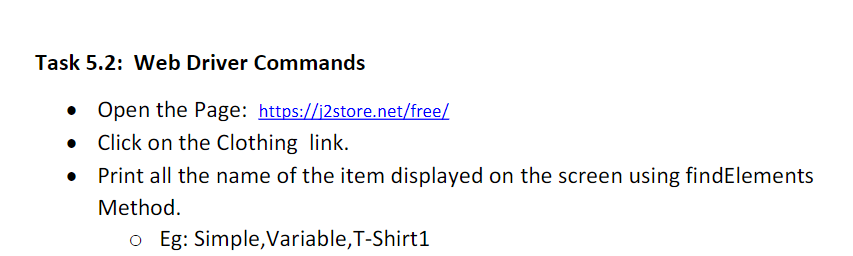 Task 5.2:  Web Driver Commands
• Open the Page:  https://j2store.net/free/
• Click on the Clothing  link.
• Print all the name of the item displayed on the screen using findElements
Method.
o Eg: Simple,Variable,T-Shirt1